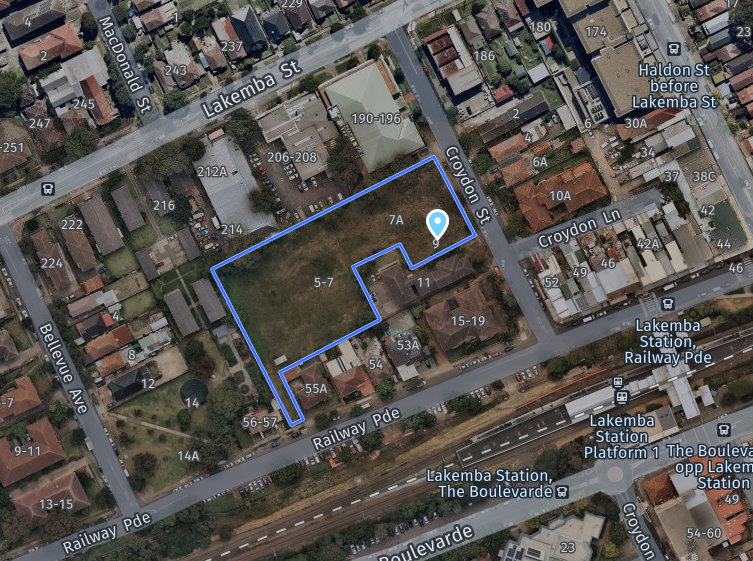 4
1
229
MacDonald St
237
2
243
180
174
17
23
186
Haldon St
before
Lakemba St
245
Lakemba St
247
190-196
251
2
6
30A
4
206-208
34
212A
Croydon St
6A
37
38C
10A
216
7A
42
222
214
9
Croydon Ln
42A
44
224
5-7
11
52
49
46
46
4
15-19
Lakemba
Station,
Railway Pde
Bellevue Ave
8
53A
54
12
-7
14
55A
56-57
Railway Pde
Lakemba
Station
Platform 1
The Bouleva
opp Lakem
Station
9-11
14A
Lakemba Station,
The Boulevarde
49
13-15
Railway Pde
Boulevarde
23
Croydon
54-60